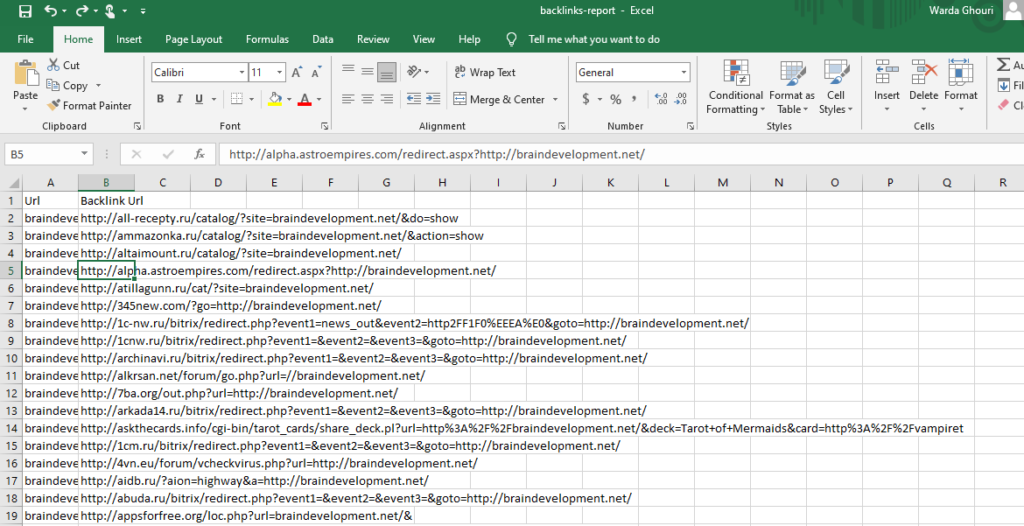 backlinks-report - Excel
Warda Ghouri
File Home Insert Page Layout Formulas Data Review View Help Tell me what you want to do
Paste
Cut
Copy
Format Painter
Clipboard
Calibri 11
B I U
Font
Wrap Text
Merge & Center
Alignment
General
$ % ,
Number
Conditional Formatting
Format as Table
Cell Styles
Styles
Insert Delete Format
Cells
B5 fx http://alpha.astroempires.com/redirect.aspx?http://braindevelopment.net/
A B C D E F G H I J K L M N O P Q R
1 Url Backlink Url
2 braindeve http://all-recepty.ru/catalog/?site=braindevelopment.net/&do=show
3 braindeve http://ammazonka.ru/catalog/?site=braindevelopment.net/&action=show
4 braindeve http://altaimount.ru/catalog/?site=braindevelopment.net/
5 braindeve http://alpha.astroempires.com/redirect.aspx?http://braindevelopment.net/
6 braindeve http://atillagunn.ru/cat/?site=braindevelopment.net/
7 braindeve http://345new.com/?go=http://braindevelopment.net/
8 braindeve http://1c-nw.ru/bitrix/redirect.php?event1=news_out&event2=http2FF1F0%EEEA%E0&goto=http://braindevelopment.net/
9 braindeve http://1cnw.ru/bitrix/redirect.php?event1=&event2=&event3=&goto=http://braindevelopment.net/
10 braindeve http://archinavi.ru/bitrix/redirect.php?event1=&event2=&event3=&goto=http://braindevelopment.net/
11 braindeve http://alkrsan.net/forum/go.php?url=//braindevelopment.net/
12 braindeve http://7ba.org/out.php?url=http://braindevelopment.net/
13 braindeve http://arkada14.ru/bitrix/redirect.php?event1=&event2=&event3=&goto=http://braindevelopment.net/
14 braindeve http://askthecards.info/cgi-bin/tarot_cards/share_deck.pl?url=http%3A%2F%2Fbraindevelopment.net/&deck=Tarot+of+Mermaids&card=http%3A%2F%2Fvampiret
15 braindeve http://1cm.ru/bitrix/redirect.php?event1=&event2=&event3=&goto=http://braindevelopment.net/
16 braindeve http://4vn.eu/forum/vcheckvirus.php?url=http://braindevelopment.net/
17 braindeve http://aidb.ru/?aion=highway&a=http://braindevelopment.net/
18 braindeve http://abuda.ru/bitrix/redirect.php?event1=&event2=&event3=&goto=http://braindevelopment.net/
19 braindeve http://appsforfree.org/loc.php?url=braindevelopment.net/&